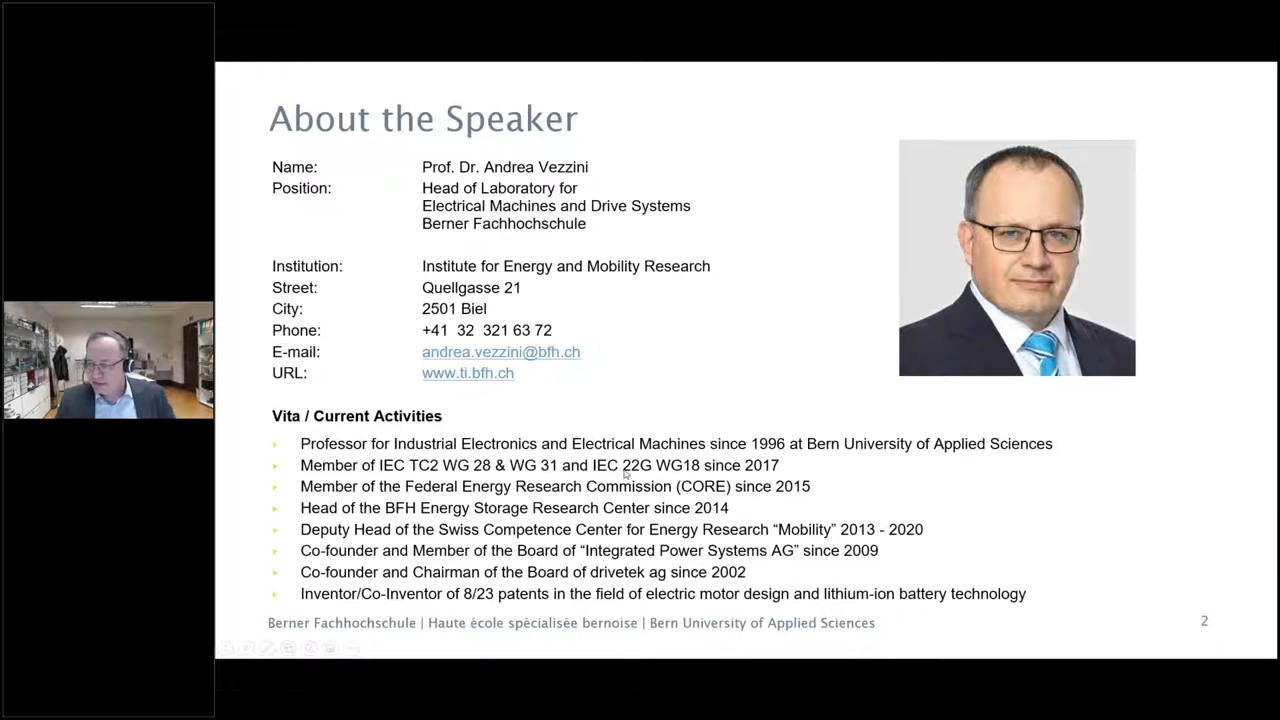 About the Speaker
Name: Prof. Dr. Andrea Vezzini
Position: Head of Laboratory for
Electrical Machines and Drive Systems
Berner Fachhochschule
Institution: Institute for Energy and Mobility Research
Street: Quellgasse 21
City: 2501 Biel
Phone: +41 32 321 63 72
E-mail: andrea.vezzini@bfh.ch
URL: www.ti.bfh.ch
Vita / Current Activities
Professor for Industrial Electronics and Electrical Machines since 1996 at Bern University of Applied Sciences
Member of IEC TC2 WG 28 & WG 31 and IEC 22G WG18 since 2017
Member of the Federal Energy Research Commission (CORE) since 2015
Head of the BFH Energy Storage Research Center since 2014
Deputy Head of the Swiss Competence Center for Energy Research “Mobility” 2013 - 2020
Co-founder and Member of the Board of “Integrated Power Systems AG” since 2009
Co-founder and Chairman of the Board of drivetek ag since 2002
Inventor/Co-Inventor of 8/23 patents in the field of electric motor design and lithium-ion battery technology
Berner Fachhochschule | Haute école spécialisée bernoise | Bern University of Applied Sciences 2